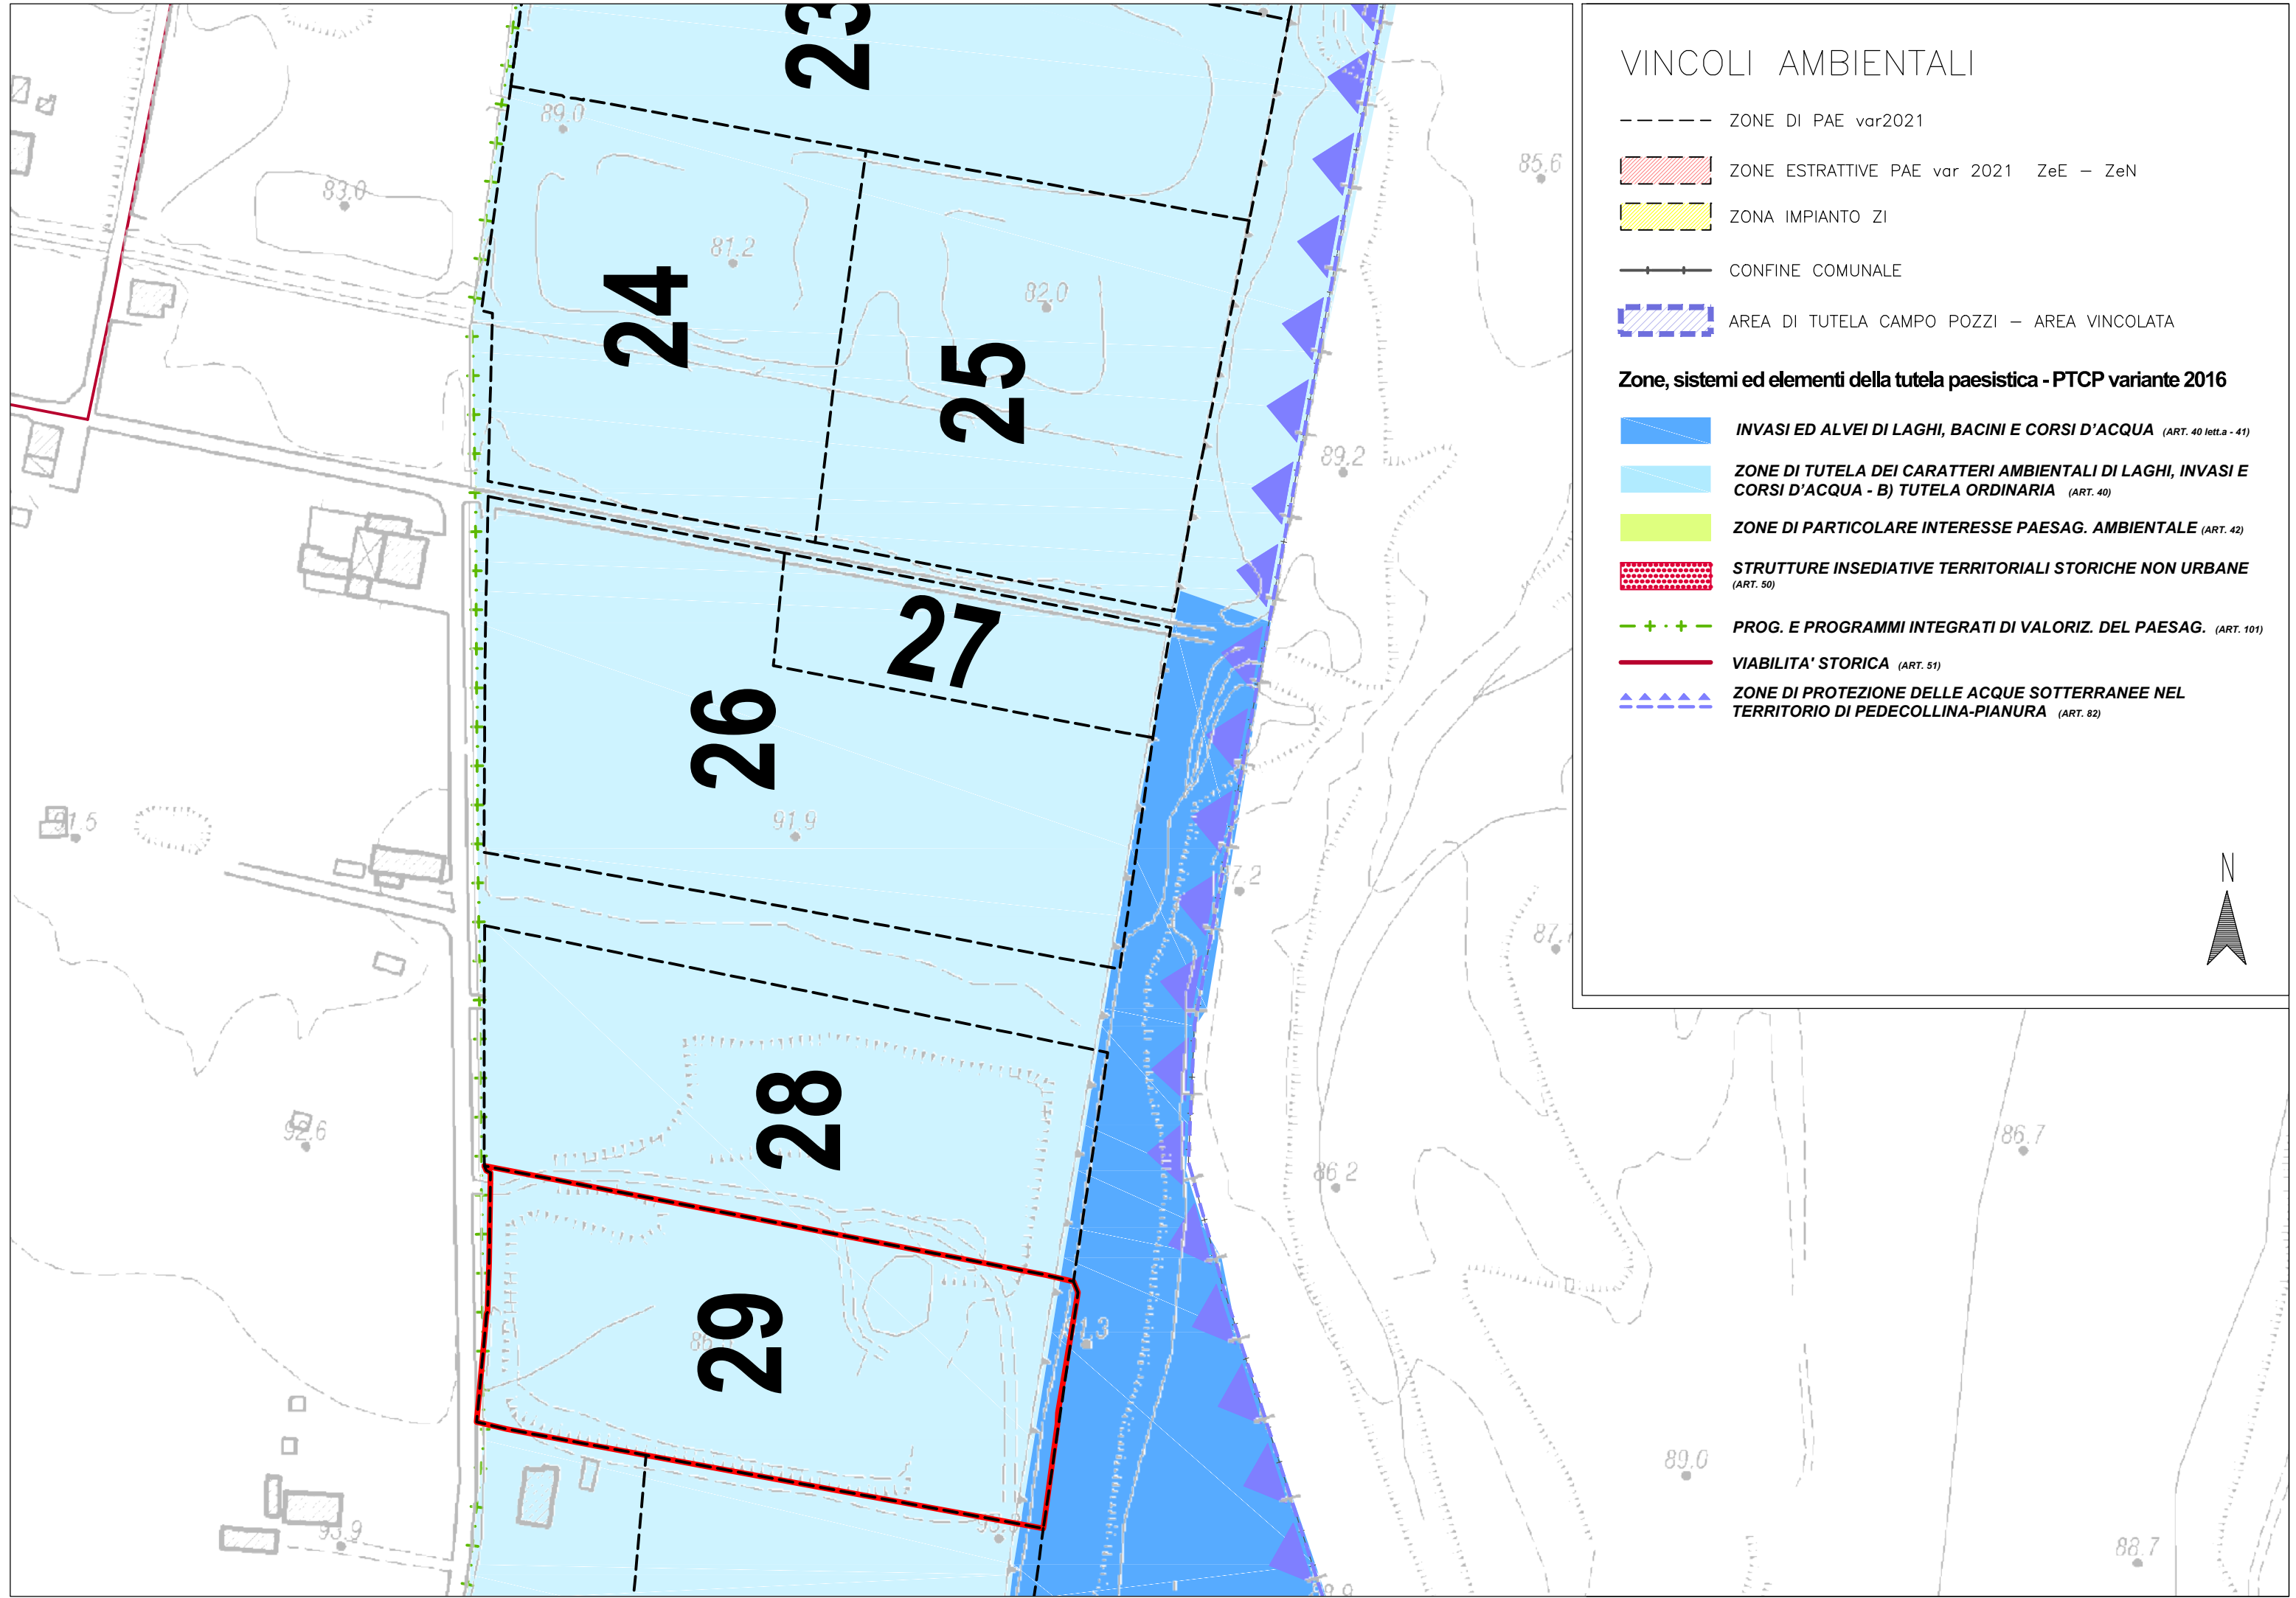 23
89.0
83.0
81.2
24
82.0
25
85.6
89.2
27
26
91.9
91.5
28
92.6
86.2
29
93.9
86.7
89.0
88.7
VINCOLI AMBIENTALI
ZONE DI PAE var2021
ZONE ESTRATTIVE PAE var 2021 ZeE – ZeN
ZONA IMPIANTO ZI
CONFINE COMUNALE
AREA DI TUTELA CAMPO POZZI – AREA VINCOLATA
Zone, sistemi ed elementi della tutela paesistica - PTCP variante 2016
INVASI ED ALVEI DI LAGHI, BACINI E CORSI D'ACQUA (ART. 40 lett.a - 41)
ZONE DI TUTELA DEI CARATTERI AMBIENTALI DI LAGHI, INVASI E
CORSI D'ACQUA - B) TUTELA ORDINARIA (ART. 40)
ZONE DI PARTICOLARE INTERESSE PAESAG. AMBIENTALE (ART. 42)
STRUTTURE INSEDIATIVE TERRITORIALI STORICHE NON URBANE
(ART. 50)
PROG. E PROGRAMMI INTEGRATI DI VALORIZ. DEL PAESAG. (ART. 101)
VIABILITA' STORICA (ART. 51)
ZONE DI PROTEZIONE DELLE ACQUE SOTTERRANEE NEL
TERRITORIO DI PEDECOLLINA-PIANURA (ART. 82)
N